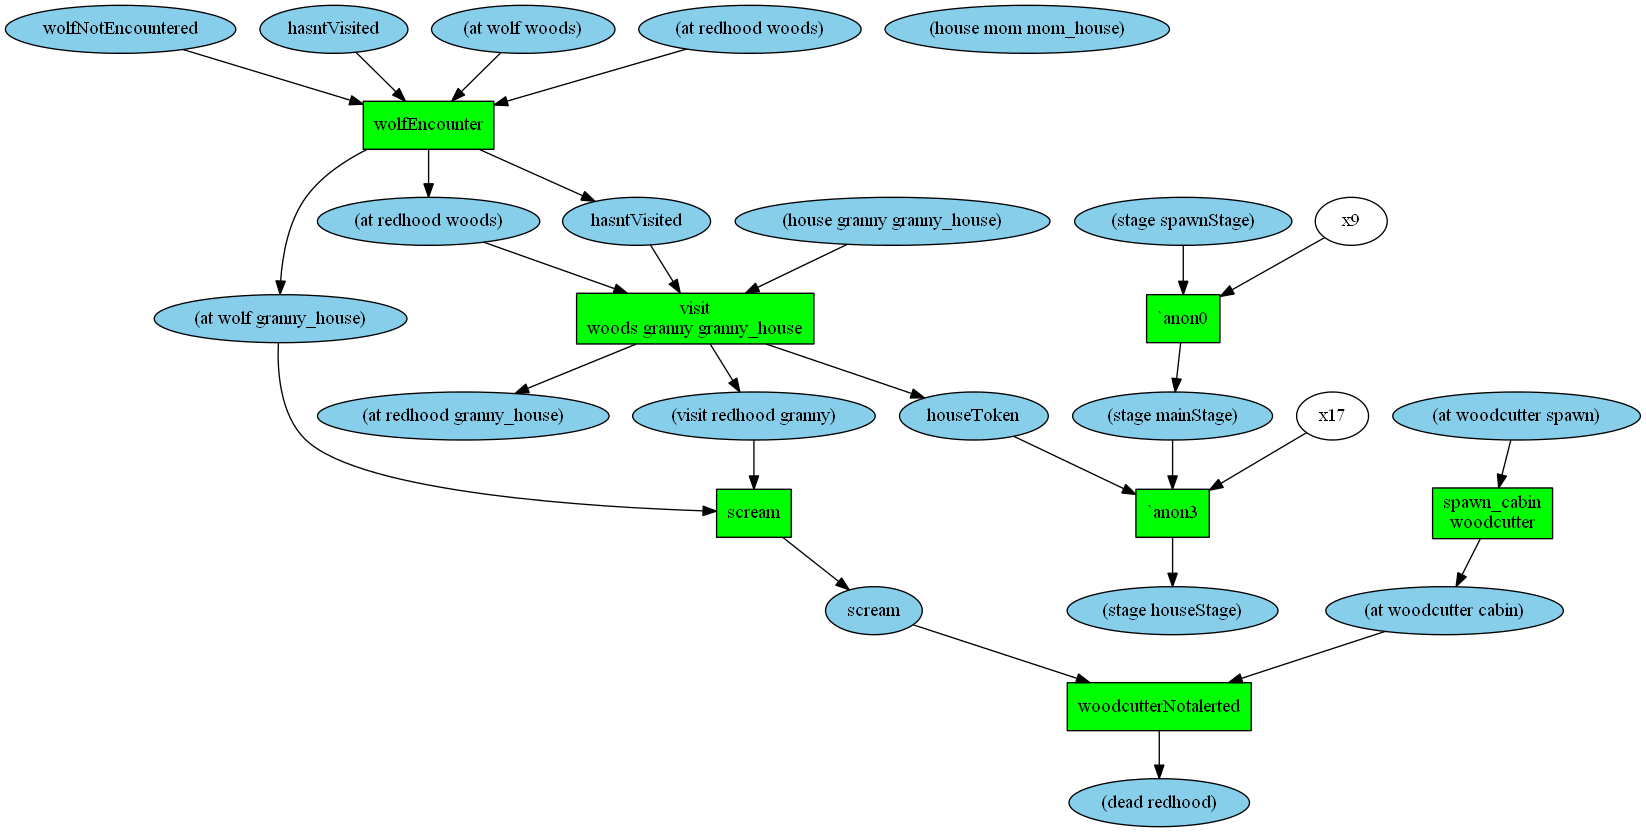 wolfNotEncountered
hasntVisited
(at wolf woods)
(at redhood woods)
(house mom mom_house)
wolfEncounter
(at redhood woods)
hasntVisited
(house granny granny_house)
(stage spawnStage)
x9
(at wolf granny_house)
visit
woods granny granny_house
`anon0
(at redhood granny_house)
(visit redhood granny)
houseToken
(stage mainStage)
x17
(at woodcutter spawn)
scream
`anon3
spawn_cabin
woodcutter
scream
(stage houseStage)
(at woodcutter cabin)
woodcutterNotalerted
(dead redhood)